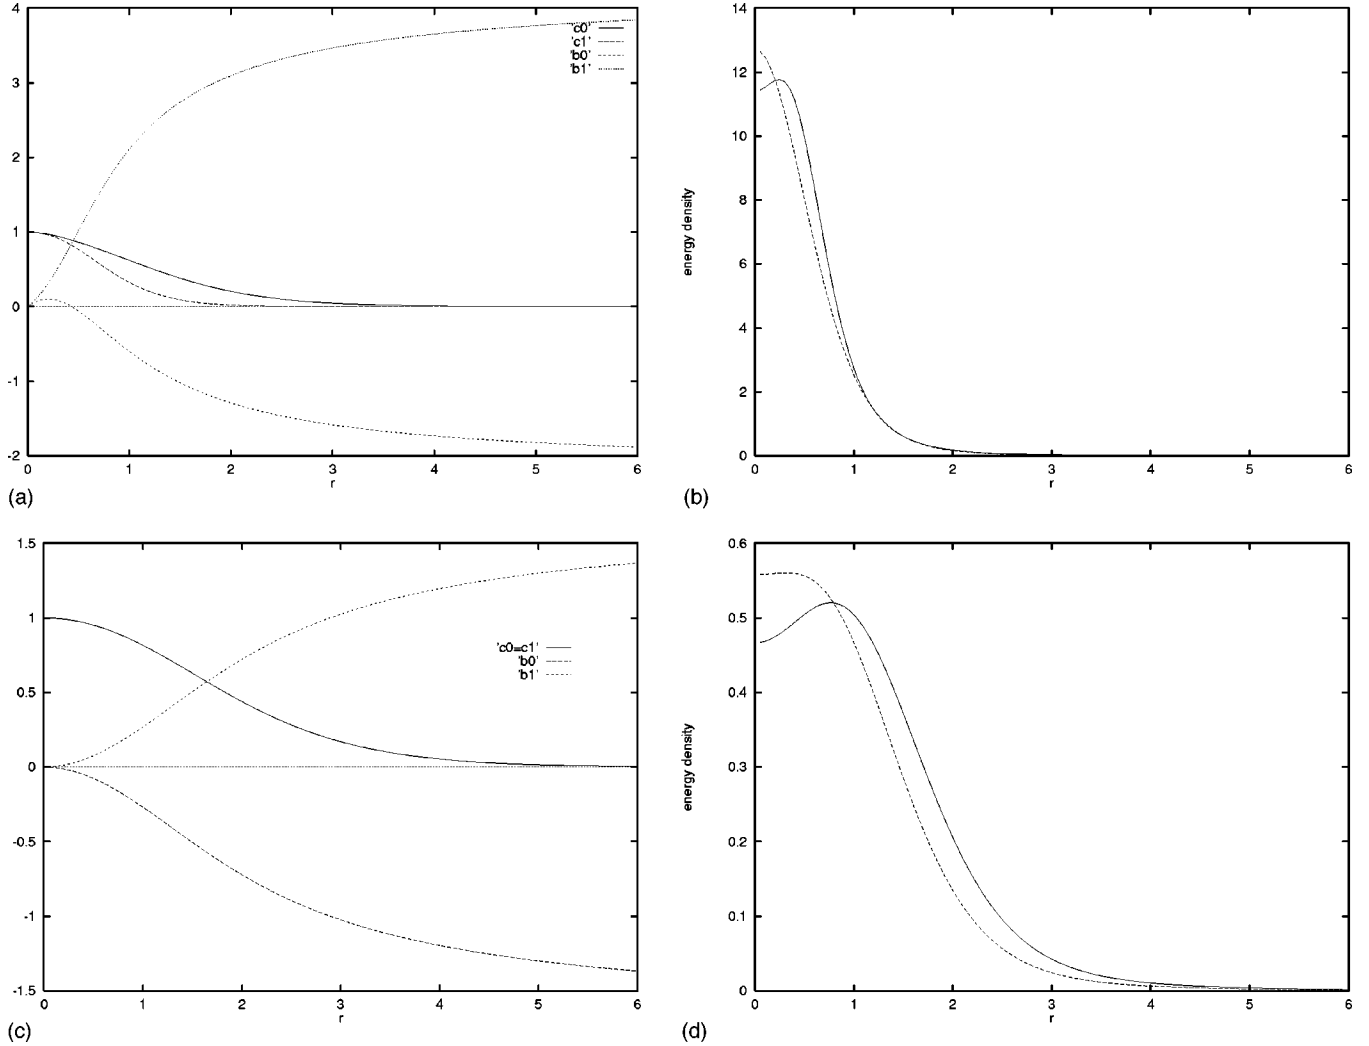 4
3
2
1
0
-1
-2
'c0'
'c1'
'b0'
'b1'
0 1 2 3 4 5 6
r
(a)
14
12
10
8
6
4
2
0
energy density
0 1 2 3 4 5 6
r
(b)
1.5
1
0.5
0
-0.5
-1
-1.5
'c0=c1'
'b0'
'b1'
0 1 2 3 4 5 6
r
(c)
0.6
0.5
0.4
0.3
0.2
0.1
0
energy density
0 1 2 3 4 5 6
r
(d)